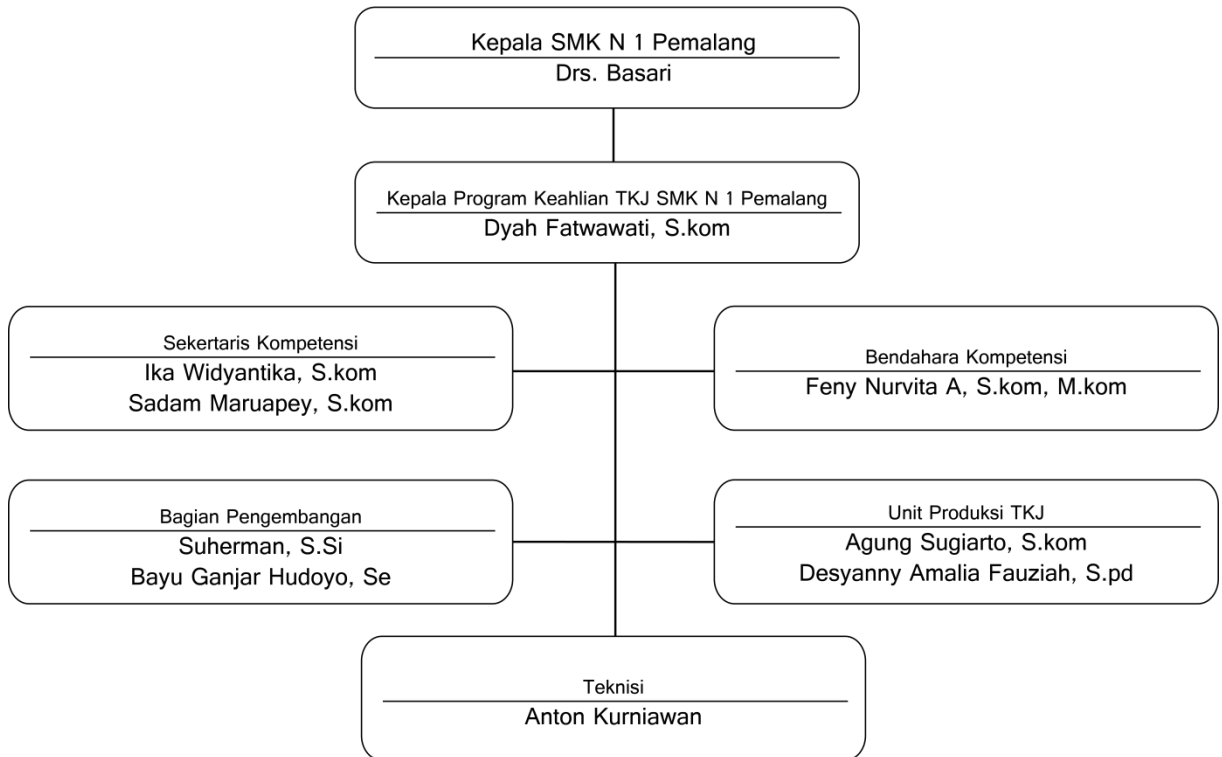 Kepala SMK N 1 Pemalang
Drs. Basari
Kepala Program Keahlian TKJ SMK N 1 Pemalang
Dyah Fatwawati, S.kom
Sekertaris Kompetensi
Ika Widyantika, S.kom
Sadam Maruapey, S.kom
Bendahara Kompetensi
Feny Nurvita A, S.kom, M.kom
Bagian Pengembangan
Suherman, S.Si
Bayu Ganjar Hudoyo, Se
Unit Produksi TKJ
Agung Sugiarto, S.kom
Desyanny Amalia Fauziah, S.pd
Teknisi
Anton Kurniawan